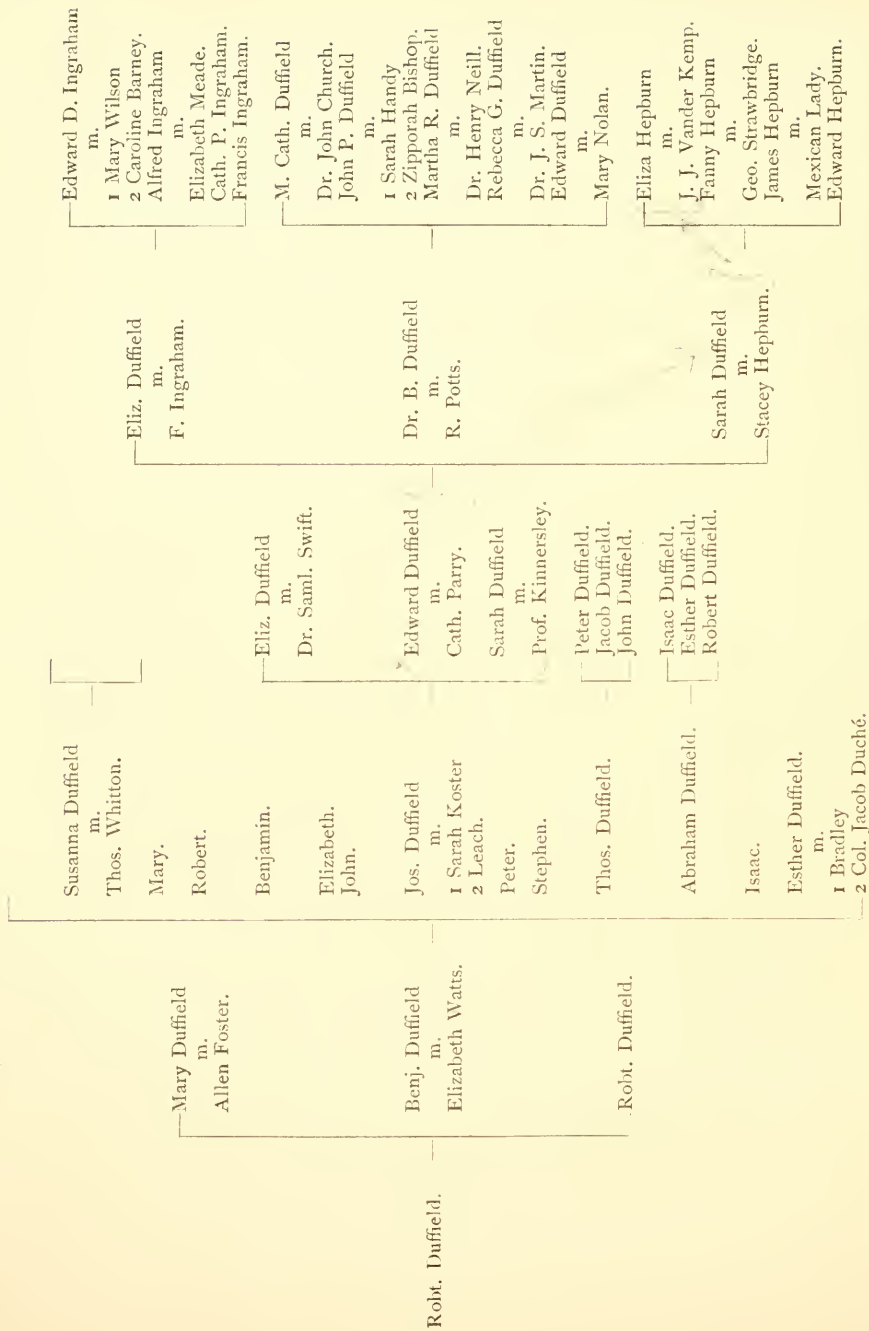 Robt. Duffield.
Mary Duffield
m.
Allen Foster.
Benj. Duffield
m.
Elizabeth Watts.
Robt. Duffield.
Susanna Duffield
m.
Thos. Whitton.
Mary.
Robert.
Benjamin.
Elizabeth.
John.
Jos. Duffield
m.
1 Sarah Koster
2 Leach.
Peter.
Stephen.
Thos. Duffield.
Abraham Duffield.
Isaac.
Esther Duffield.
m.
1 Bradley
2 Col. Jacob Duché.
Eliz. Duffield
m.
Dr. Saml. Swift.
Edward Duffield
m.
Cath. Parry.
Sarah Duffield
m.
Prof. Kinnersley.
Peter Duffield.
Jacob Duffield.
John Duffield.
Isaac Duffield.
Esther Duffield.
Robert Duffield.
Eliz. Duffield
m.
F. Ingraham.
Dr. B. Duffield
m.
R. Potts.
Sarah Duffield
m.
Stacey Hepburn.
Edward D. Ingraham
m.
1 Mary Wilson
2 Caroline Barney.
Alfred Ingraham
m.
Elizabeth Meade.
Cath. P. Ingraham.
Francis Ingraham.
M. Cath. Duffield
m.
Dr. John Church.
John P. Duffield
m.
1 Sarah Handy
2 Zipporah Bishop.
Martha R. Duffield
m.
Dr. Henry Neill.
Rebecca G. Duffield
m.
Dr. J. S. Martin.
Edward Duffield
m.
Mary Nolan.
Eliza Hepburn
m.
J. J. Vander Kemp.
Fanny Hepburn
m.
Geo. Strawbridge.
James Hepburn
m.
Mexican Lady.
Edward Hepburn.